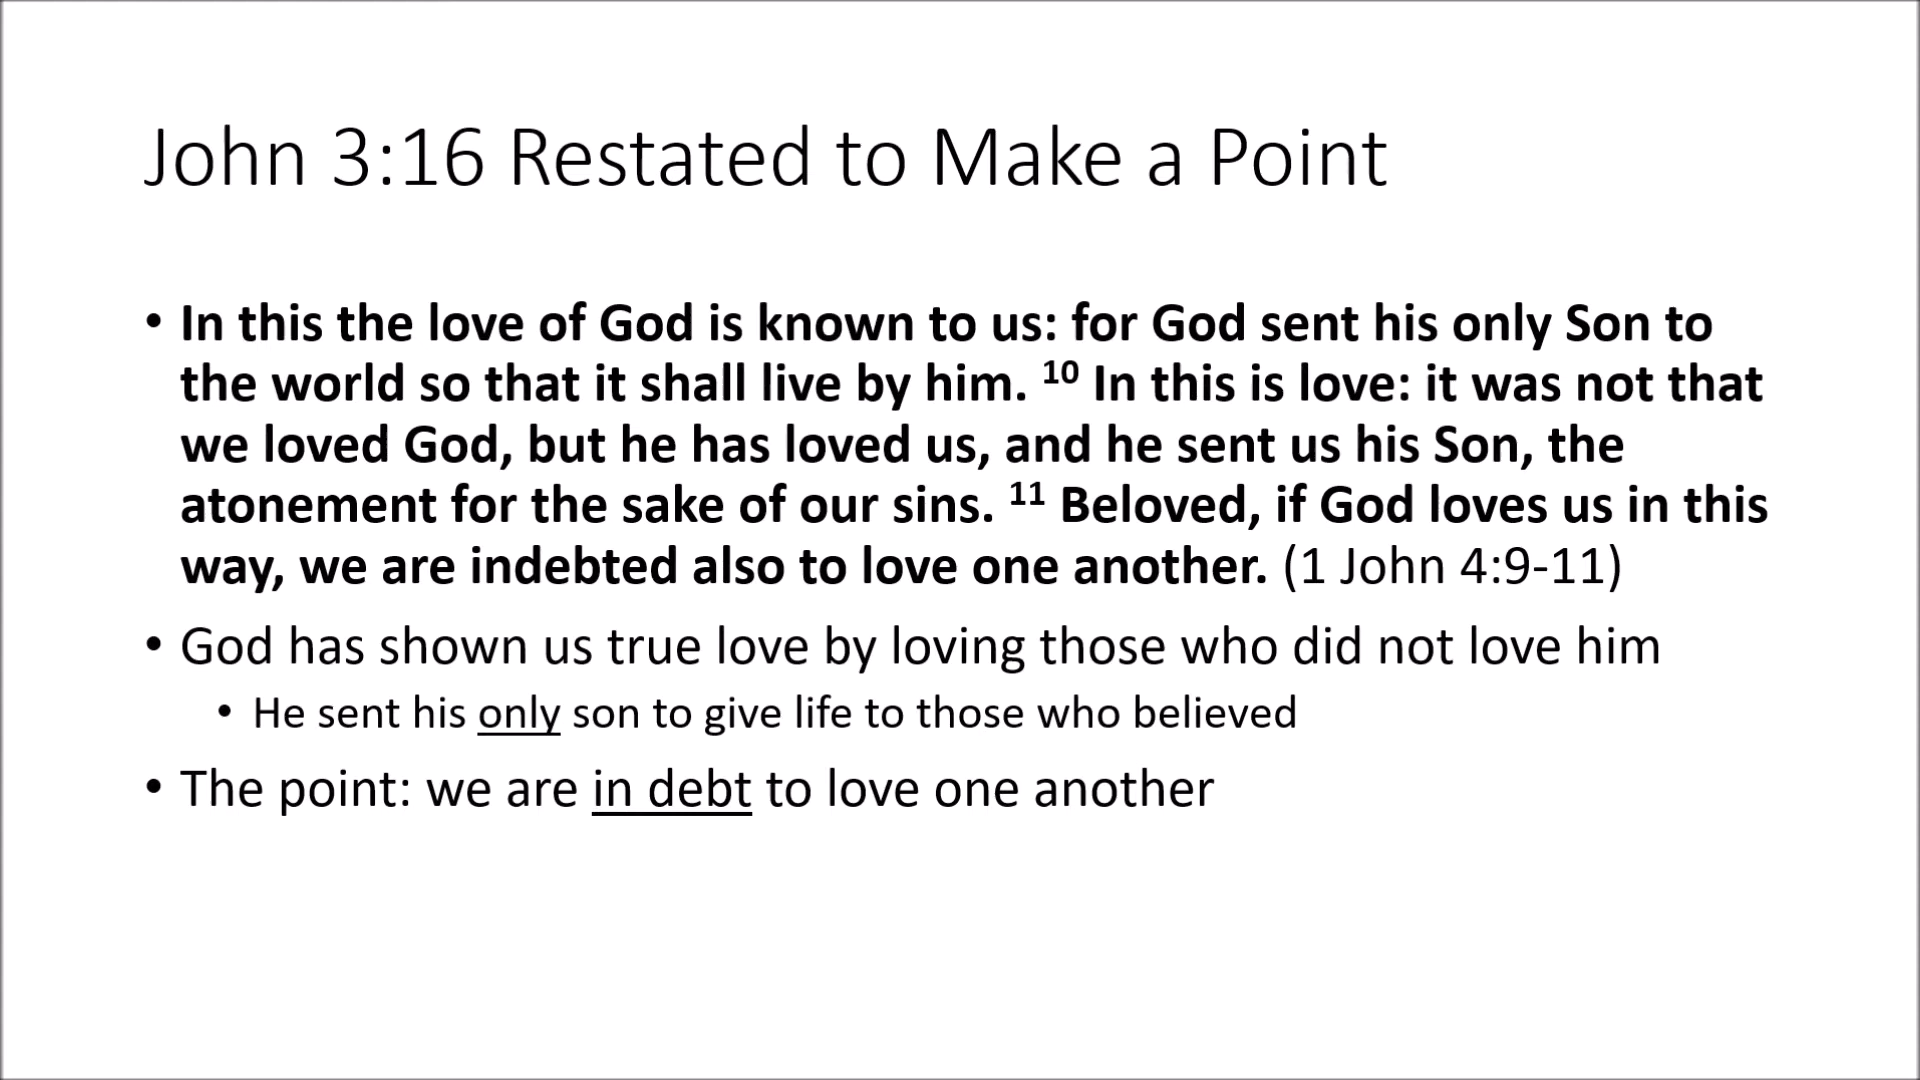 John 3:16 Restated to Make a Point
• In this the love of God is known to us: for God sent his only Son to
the world so that it shall live by him. ¹⁰ In this is love: it was not that
we loved God, but he has loved us, and he sent us his Son, the
atonement for the sake of our sins. ¹¹ Beloved, if God loves us in this
way, we are indebted also to love one another. (1 John 4:9-11)
• God has shown us true love by loving those who did not love him
• He sent his only son to give life to those who believed
• The point: we are in debt to love one another